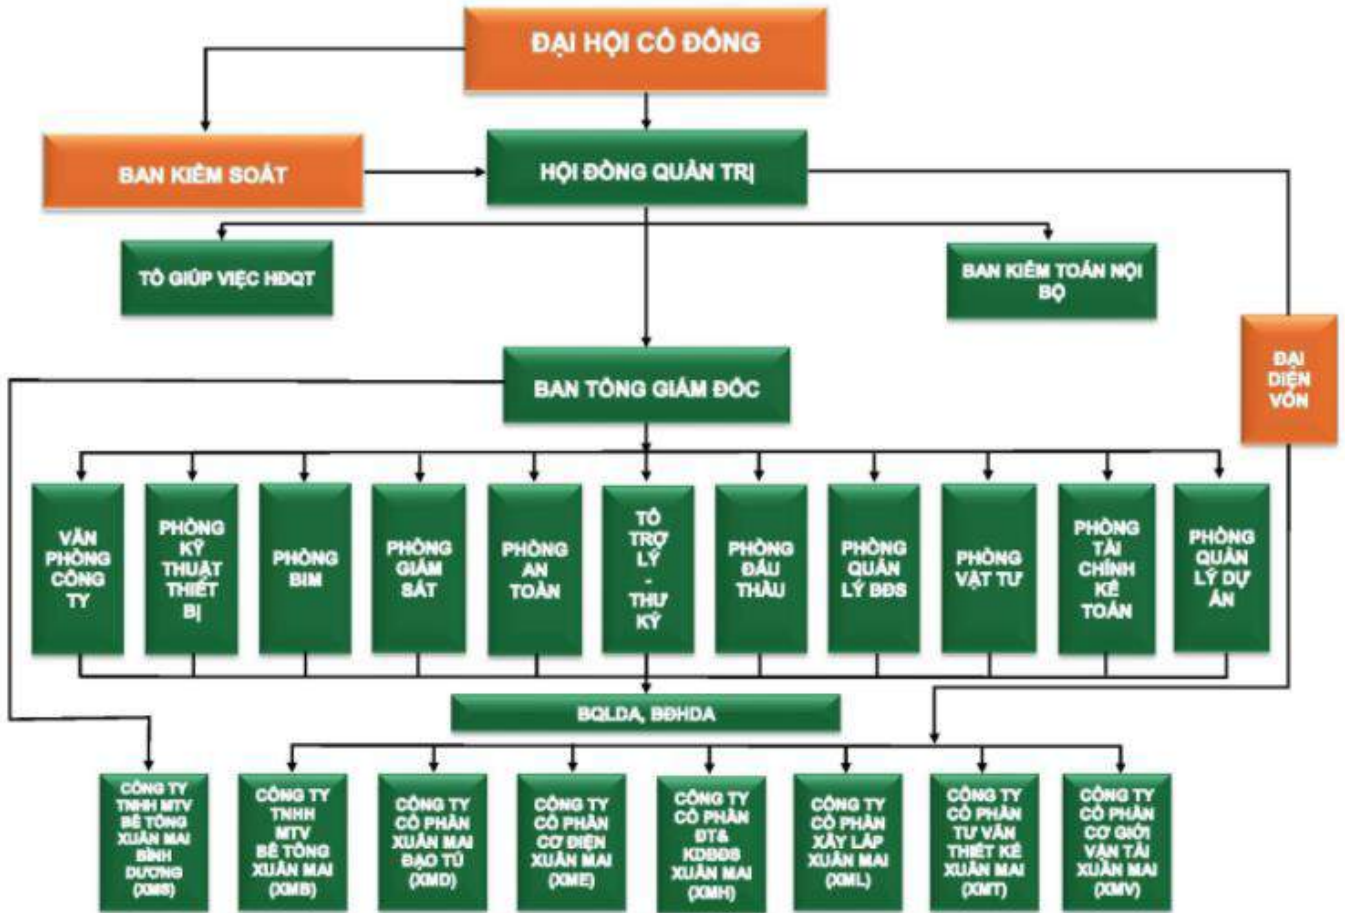 ĐẠI HỘI CỔ ĐÔNG
BAN KIỂM SOÁT
HỘI ĐỒNG QUẢN TRỊ
TỔ GIÚP VIỆC HĐQT
BAN KIỂM TOÁN NỘI
BỘ
ĐẠI
DIỆN
VỐN
BAN TỔNG GIÁM ĐỐC
VĂN
PHÒNG
CÔNG
TY
PHÒNG
KỸ
THUẬT
THIẾT
BỊ
PHÒNG
BIM
PHÒNG
GIÁM
SÁT
PHÒNG
AN
TOÀN
TỔ
TRỢ
LÝ
-
THƯ
KÝ
PHÒNG
ĐẤU
THẦU
PHÒNG
QUẢN
LÝ BĐS
PHÒNG
VẬT TƯ
PHÒNG
TÀI
CHÍNH
KẾ
TOÁN
PHÒNG
QUẢN
LÝ DỰ
ÁN
BQLDA, BĐHDA
CÔNG TY
TNHH MTV
BÊ TÔNG
XUÂN MAI
BÌNH
DƯƠNG
(XMS)
CÔNG TY
TNHH
MTV
BÊ TÔNG
XUÂN MAI
(XMB)
CÔNG TY
CỔ PHẦN
XUÂN MAI
ĐẠO TÚ
(XMD)
CÔNG TY
CỔ PHẦN
CƠ ĐIỆN
XUÂN MAI
(XME)
CÔNG TY
CỔ PHẦN
ĐT&
KDBĐS
XUÂN MAI
(XMH)
CÔNG TY
CỔ PHẦN
XÂY LẮP
XUÂN MAI
(XML)
CÔNG TY
CỔ PHẦN
TƯ VẤN
THIẾT KẾ
XUÂN MAI
(XMT)
CÔNG TY
CỔ PHẦN
CƠ GIỚI
VẬN TẢI
XUÂN MAI
(XMV)